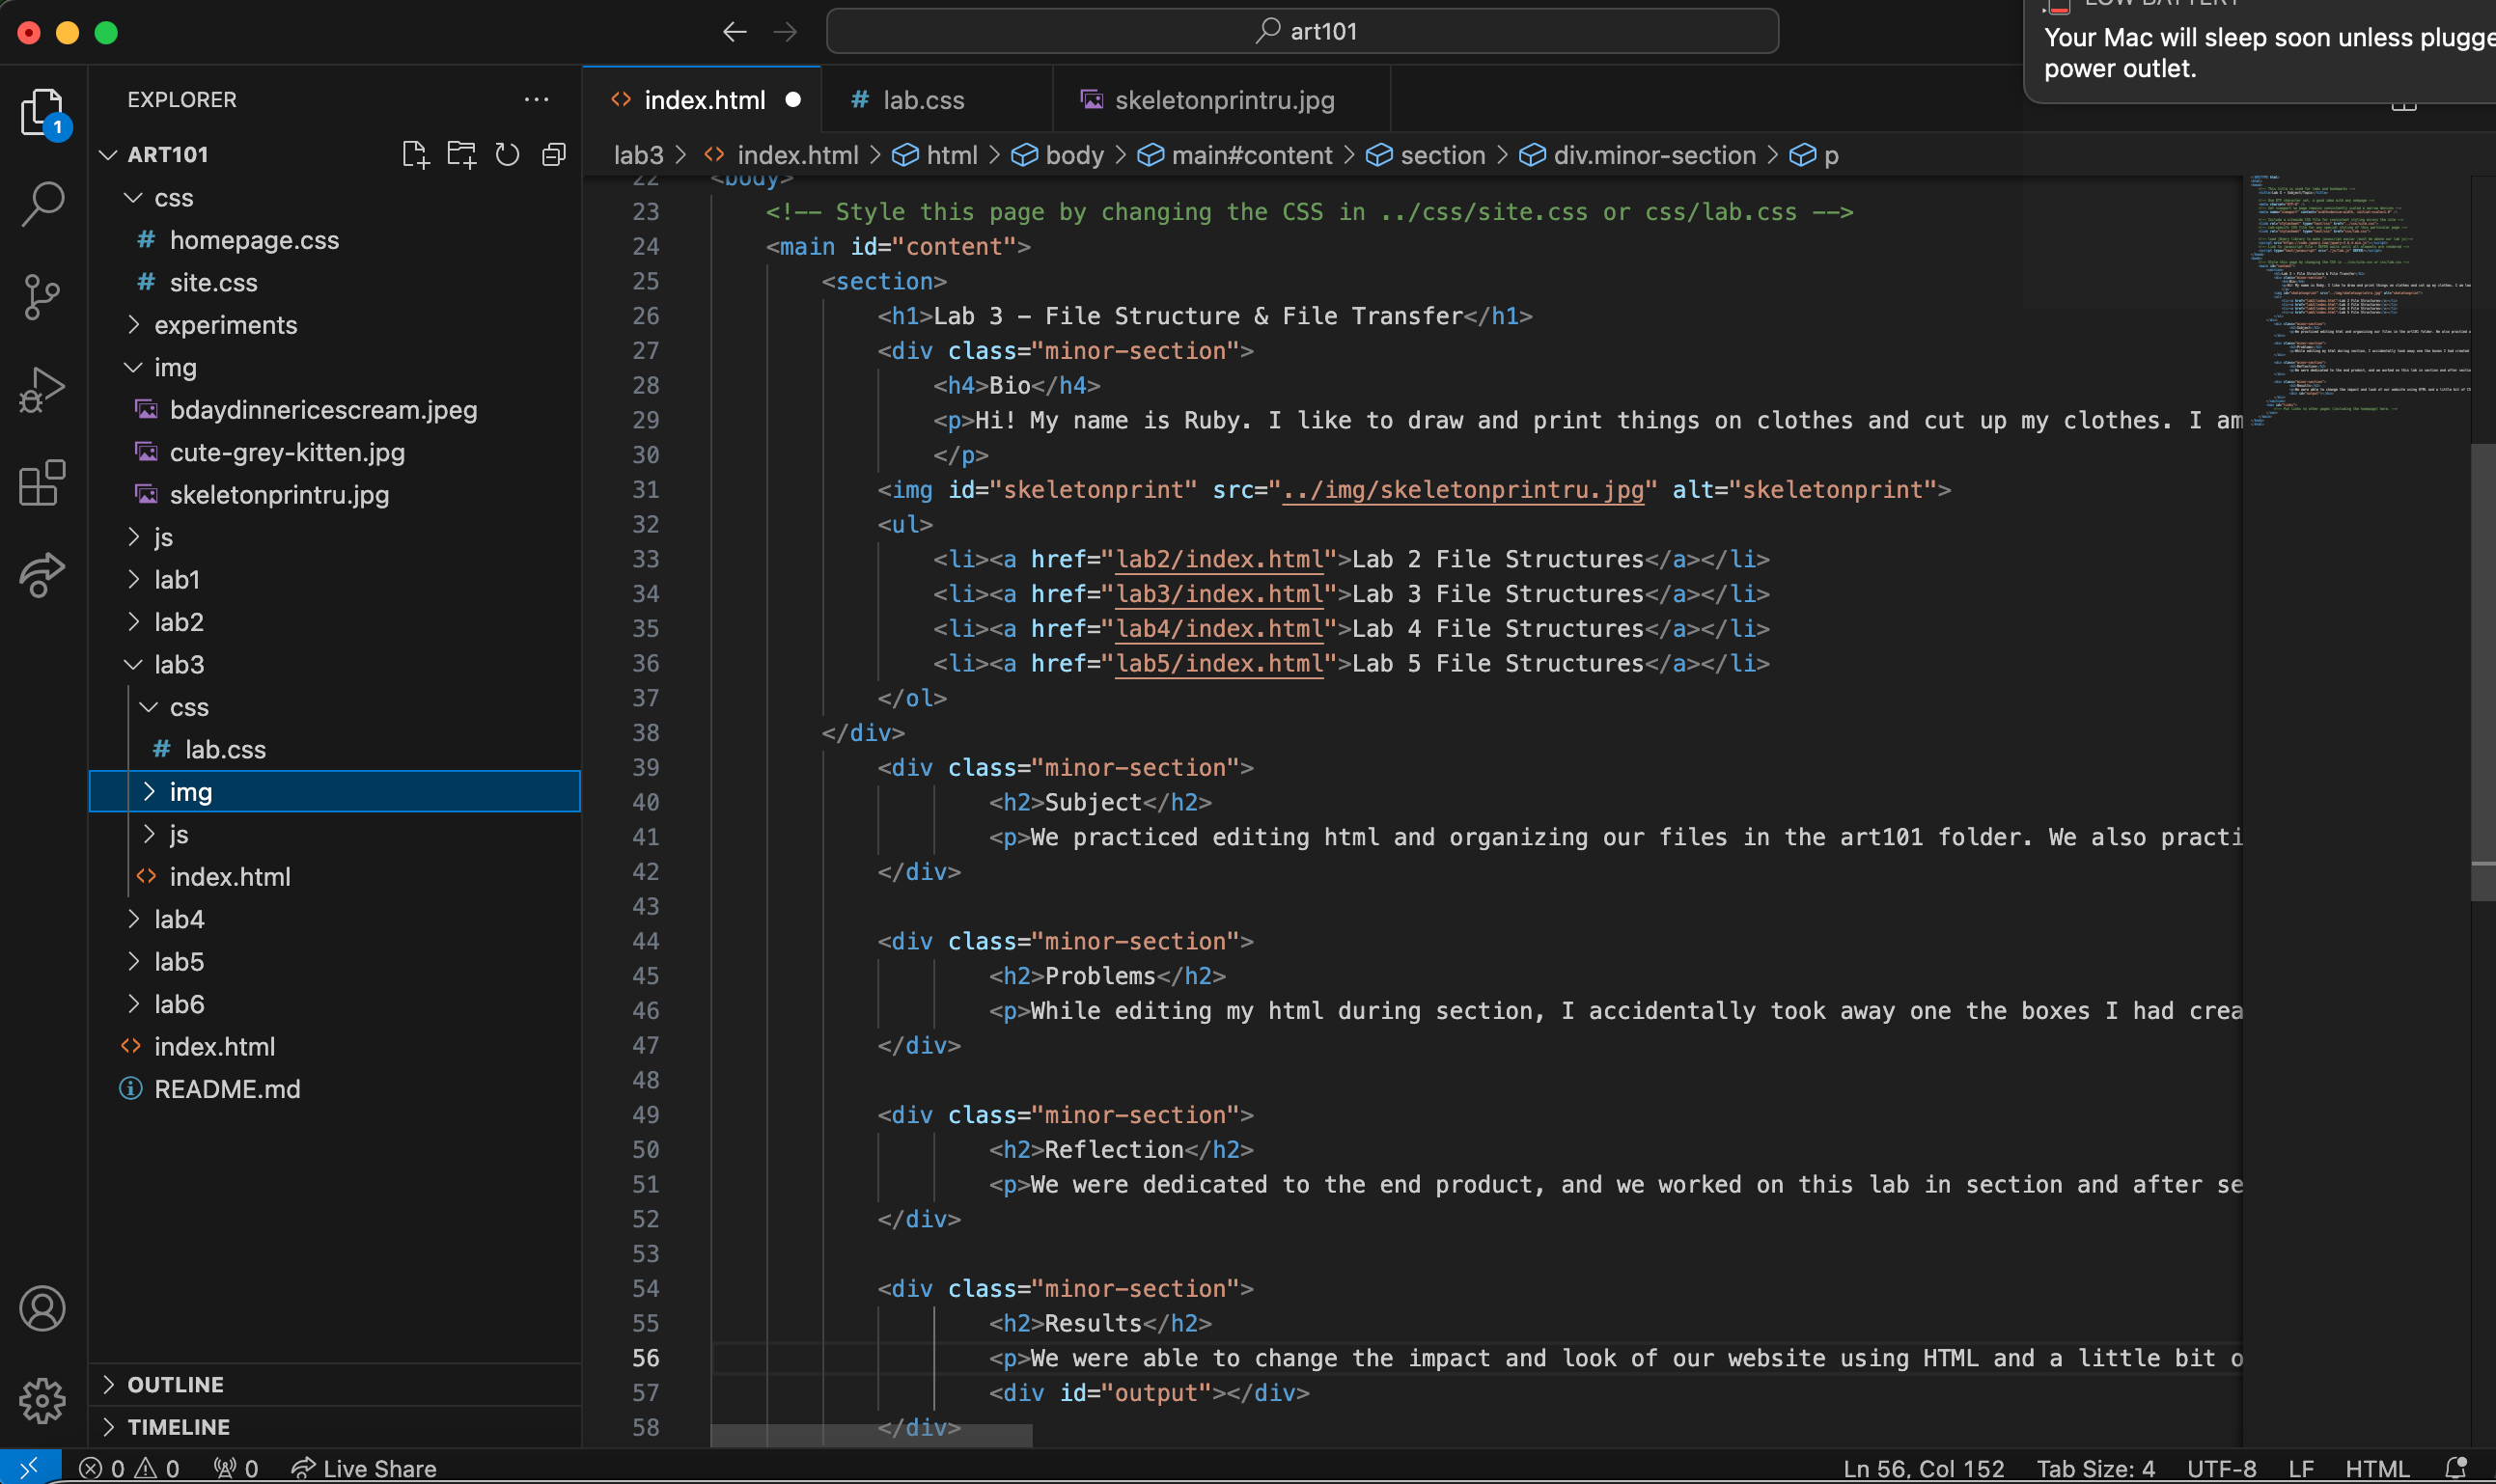 art101
LOW BATTERY
Your Mac will sleep soon unless plugge
power outlet.
EXPLORER
index.html
# lab.css
skeletonprintru.jpg
1
ART101
lab3 > <> index.html > html > body > main#content > section > div.minor-section > p
css
# homepage.css
# site.css
experiments
img
bdaydinnericescream.jpeg
cute-grey-kitten.jpg
skeletonprintru.jpg
js
lab1
lab2
lab3
css
# lab.css
img
js
<> index.html
lab4
lab5
lab6
<> index.html
README.md
OUTLINE
TIMELINE
22 <body>
23 <!-- Style this page by changing the CSS in ../css/site.css or css/lab.css -->
24 <main id="content">
25 <section>
26 <h1>Lab 3 - File Structure & File Transfer</h1>
27 <div class="minor-section">
28 <h4>Bio</h4>
29 <p>Hi! My name is Ruby. I like to draw and print things on clothes and cut up my clothes. I am
30 </p>
31 <img id="skeletonprint" src="../img/skeletonprintru.jpg" alt="skeletonprint">
32 <ul>
33 <li><a href="lab2/index.html">Lab 2 File Structures</a></li>
34 <li><a href="lab3/index.html">Lab 3 File Structures</a></li>
35 <li><a href="lab4/index.html">Lab 4 File Structures</a></li>
36 <li><a href="lab5/index.html">Lab 5 File Structures</a></li>
37 </ol>
38 </div>
39 <div class="minor-section">
40 <h2>Subject</h2>
41 <p>We practiced editing html and organizing our files in the art101 folder. We also practi
42 </div>
43
44 <div class="minor-section">
45 <h2>Problems</h2>
46 <p>While editing my html during section, I accidentally took away one the boxes I had crea
47 </div>
48
49 <div class="minor-section">
50 <h2>Reflection</h2>
51 <p>We were dedicated to the end product, and we worked on this lab in section and after se
52 </div>
53
54 <div class="minor-section">
55 <h2>Results</h2>
56 <p>We were able to change the impact and look of our website using HTML and a little bit o
57 <div id="output"></div>
58 </div>
0 0 0 Live Share
Ln 56, Col 152 Tab Size: 4 UTF-8 LF HTML